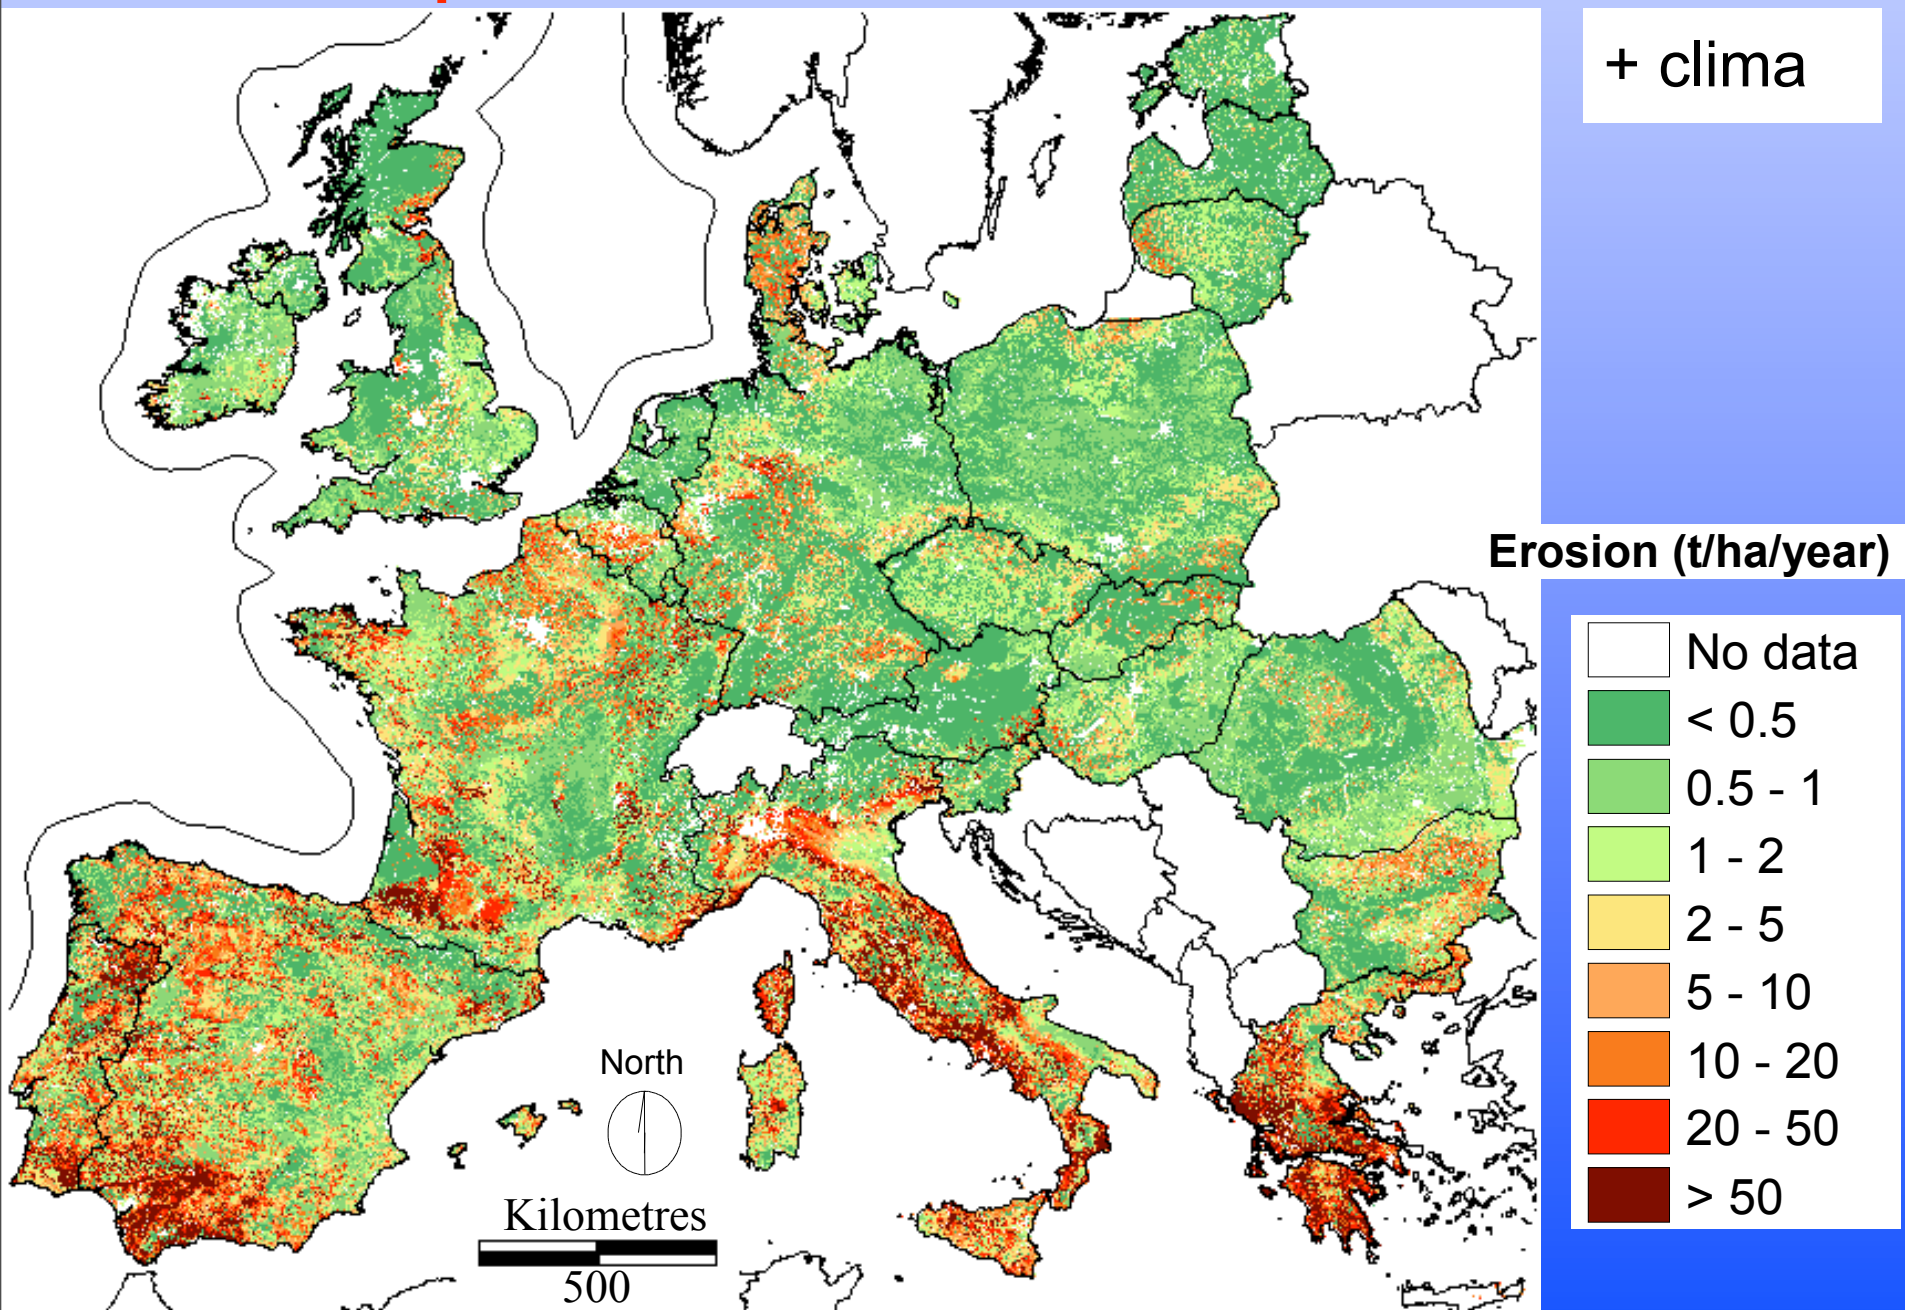 + clima
Erosion (t/ha/year)
No data
< 0.5
0.5 - 1
1 - 2
2 - 5
5 - 10
10 - 20
20 - 50
> 50
North
Kilometres
500